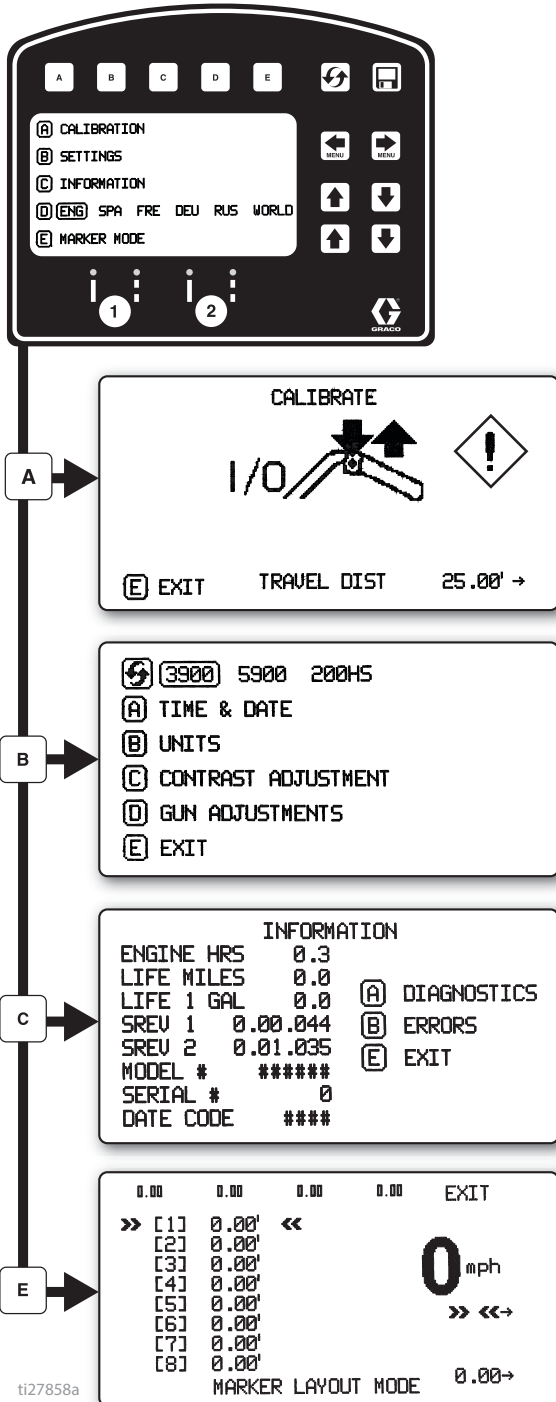 A B C D E
A CALIBRATION
MENU MENU
B SETTINGS
C INFORMATION
D ENG SPA FRE DEU RUS WORLD
E MARKER MODE
1 2
GRACO
A
CALIBRATE
I/O
!
E EXIT TRAVEL DIST 25.00' →
B
3900 5900 200HS
A TIME & DATE
B UNITS
C CONTRAST ADJUSTMENT
D GUN ADJUSTMENTS
E EXIT
C
INFORMATION
ENGINE HRS 0.3
LIFE MILES 0.0
LIFE 1 GAL 0.0
SREV 1 0.00.044
SREV 2 0.01.035
MODEL # ######
SERIAL # 0
DATE CODE ####
A DIAGNOSTICS
B ERRORS
E EXIT
E
0.00 0.00 0.00 0.00 EXIT
>> [1] 0.00' <<
[2] 0.00'
[3] 0.00'
[4] 0.00'
[5] 0.00'
[6] 0.00'
[7] 0.00'
[8] 0.00'
0 mph
>> <<→
MARKER LAYOUT MODE 0.00→
ti27858a